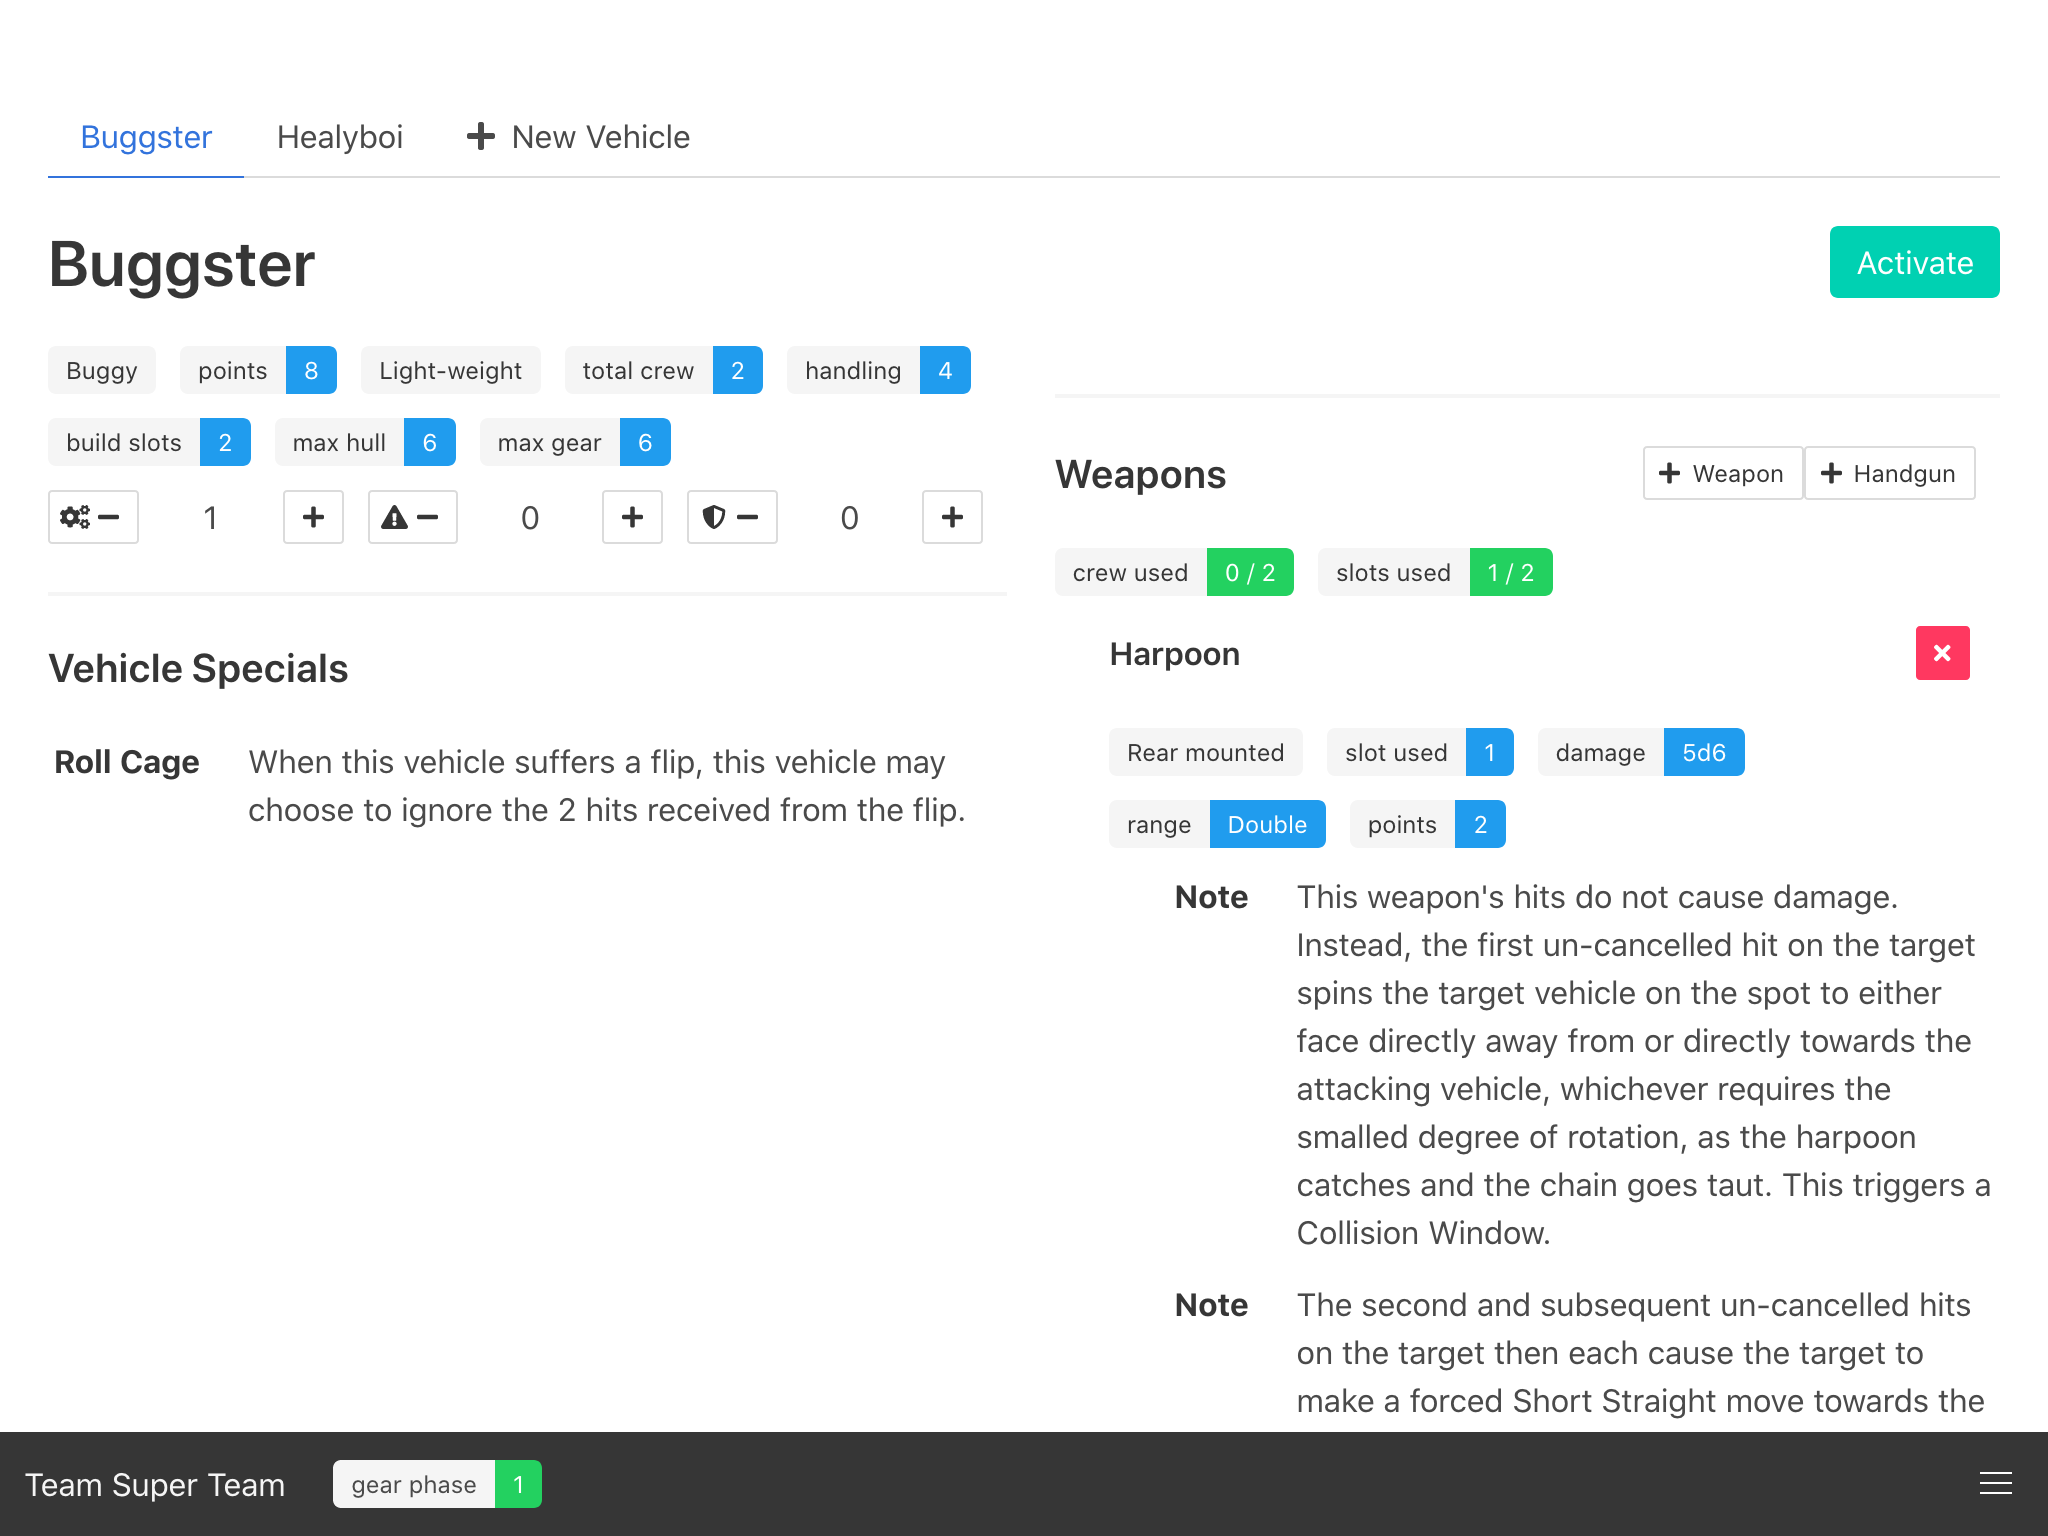 Buggster Healyboi New Vehicle
Buggster
Activate
Buggy points 8 Light-weight total crew 2 handling 4
build slots 2 max hull 6 max gear 6
1 0 0
Vehicle Specials
Roll Cage When this vehicle suffers a flip, this vehicle may
choose to ignore the 2 hits received from the flip.
Weapons
Weapon Handgun
crew used 0 / 2 slots used 1 / 2
Harpoon
Rear mounted slot used 1 damage 5d6
range Double points 2
Note This weapon's hits do not cause damage.
Instead, the first un-cancelled hit on the target
spins the target vehicle on the spot to either
face directly away from or directly towards the
attacking vehicle, whichever requires the
smalled degree of rotation, as the harpoon
catches and the chain goes taut. This triggers a
Collision Window.
Note The second and subsequent un-cancelled hits
on the target then each cause the target to
make a forced Short Straight move towards the
Team Super Team gear phase 1